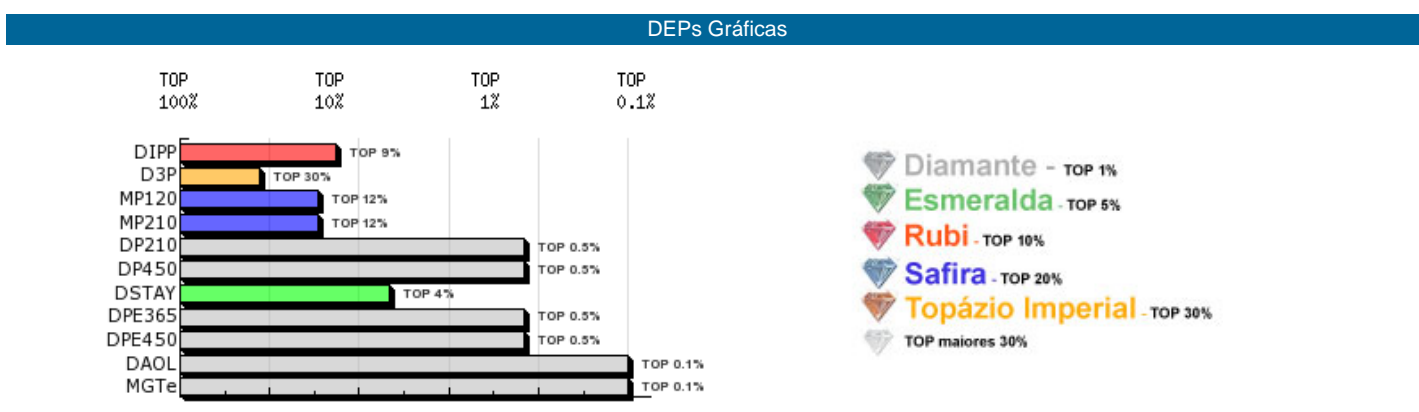 DEPs Gráficas
TOP 100%
TOP 10%
TOP 1%
TOP 0.1%
DIPP TOP 9%
D3P TOP 30%
MP120 TOP 12%
MP210 TOP 12%
DP210 TOP 0.5%
DP450 TOP 0.5%
DSTAY TOP 4%
DPE365 TOP 0.5%
DPE450 TOP 0.5%
DAOL TOP 0.1%
MGTe TOP 0.1%
Diamante - TOP 1%
Esmeralda - TOP 5%
Rubi - TOP 10%
Safira - TOP 20%
Topázio Imperial - TOP 30%
TOP maiores 30%